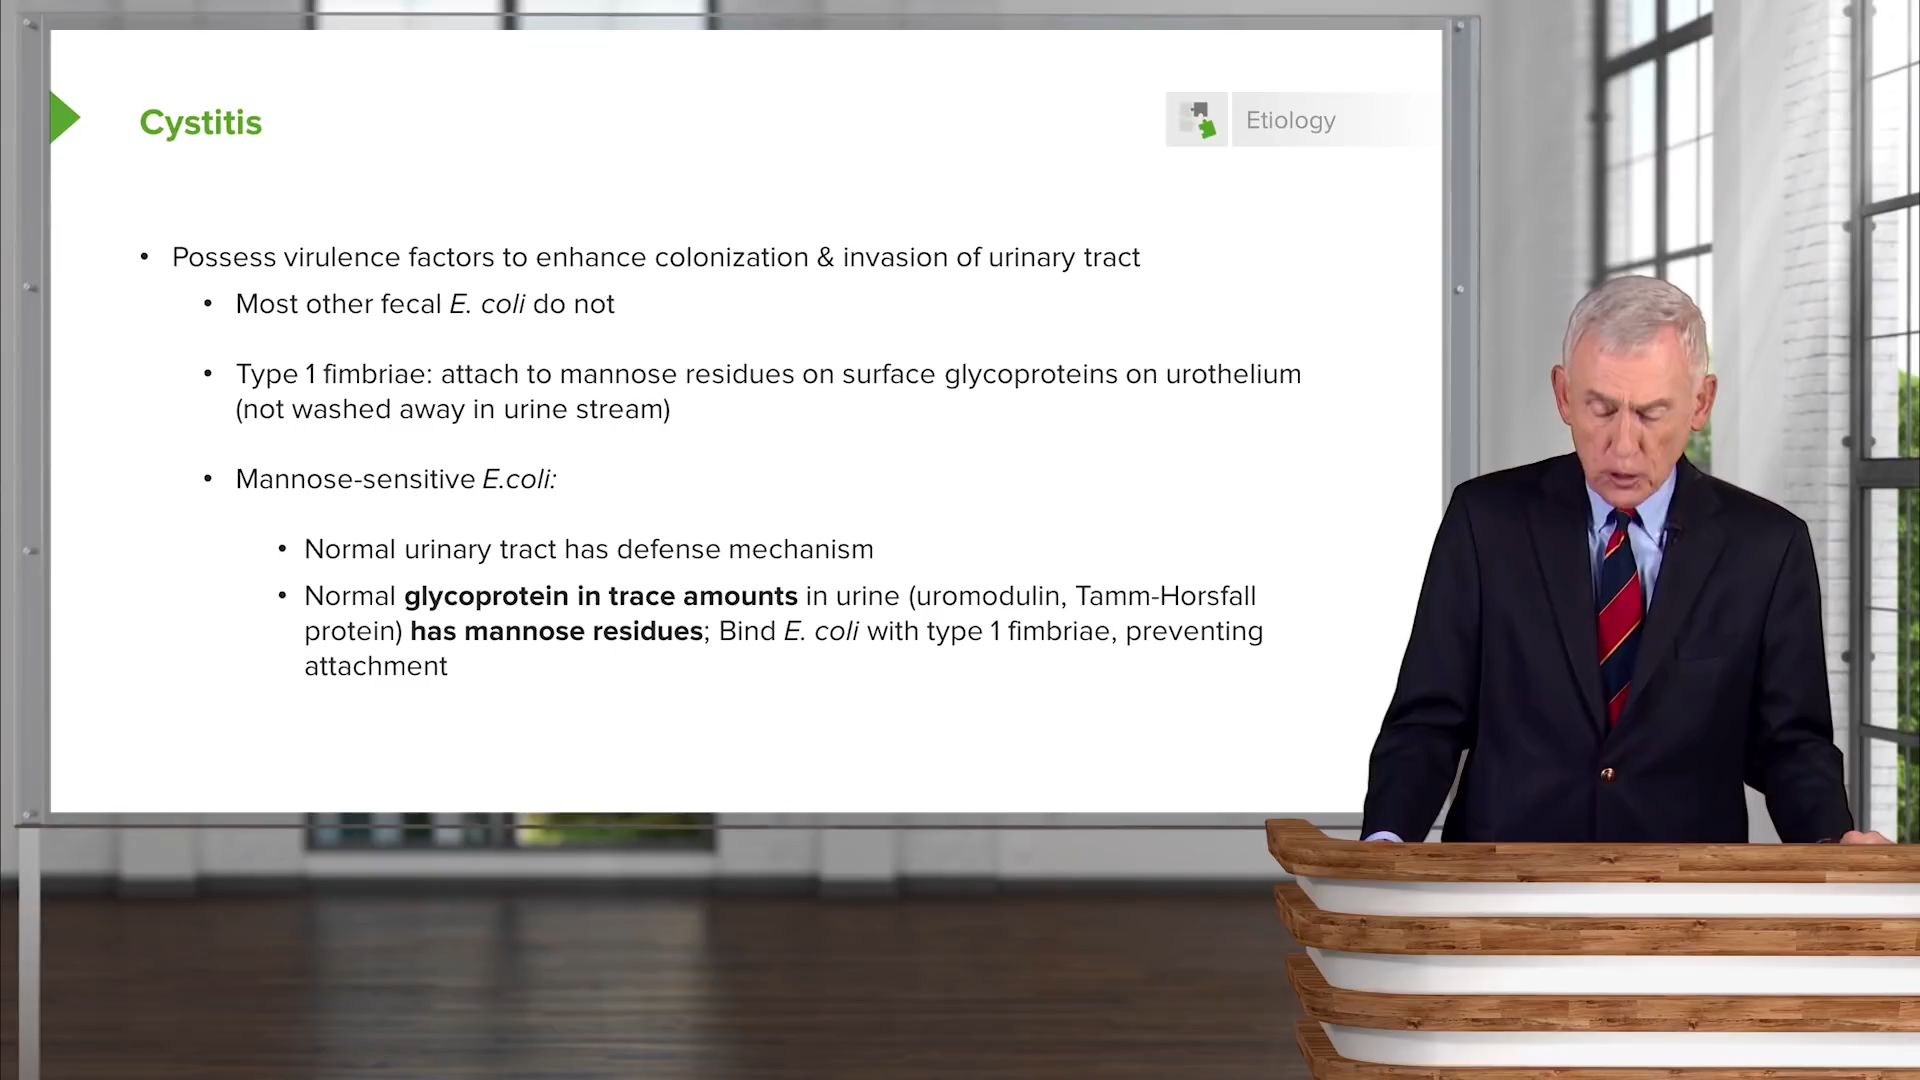 Cystitis
Etiology
• Possess virulence factors to enhance colonization & invasion of urinary tract
• Most other fecal E. coli do not
• Type 1 fimbriae: attach to mannose residues on surface glycoproteins on urothelium
(not washed away in urine stream)
• Mannose-sensitive E.coli:
• Normal urinary tract has defense mechanism
• Normal glycoprotein in trace amounts in urine (uromodulin, Tamm-Horsfall
protein) has mannose residues; Bind E. coli with type 1 fimbriae, preventing
attachment